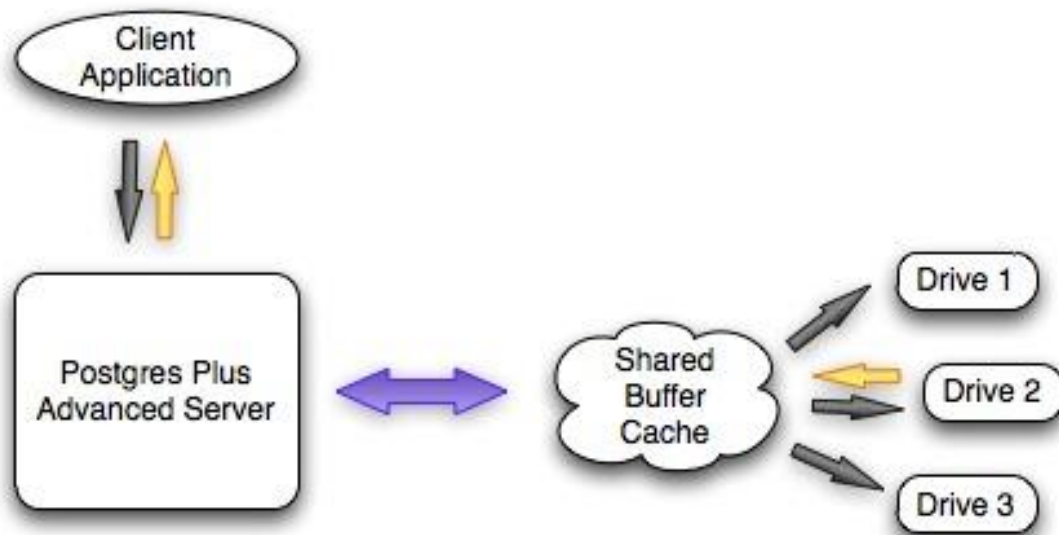 Client
Application
Postgres Plus
Advanced Server
Shared
Buffer
Cache
Drive 1
Drive 2
Drive 3